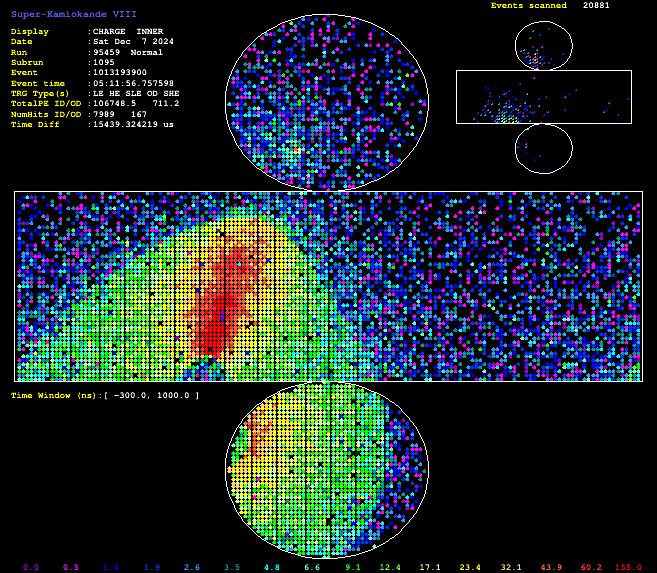 Super-Kamiokande VIII
Events scanned 20881
Display :CHARGE INNER
Date :Sat Dec 7 2024
Run :95459 Normal
Subrun :1095
Event :1013193900
Event time :05:11:56.757598
TRG Type(s) :LE HE SLE OD SHE
TotalPE ID/OD :106748.5 711.2
NumHits ID/OD :7989 167
Time Diff :15439.324219 us
Time Window (ns):[ -300.0, 1000.0 ]
0.0 0.5 1.9 2.6 3.5 4.8 6.6 9.1 12.4 17.1 23.4 32.1 43.9 60.2 155.0